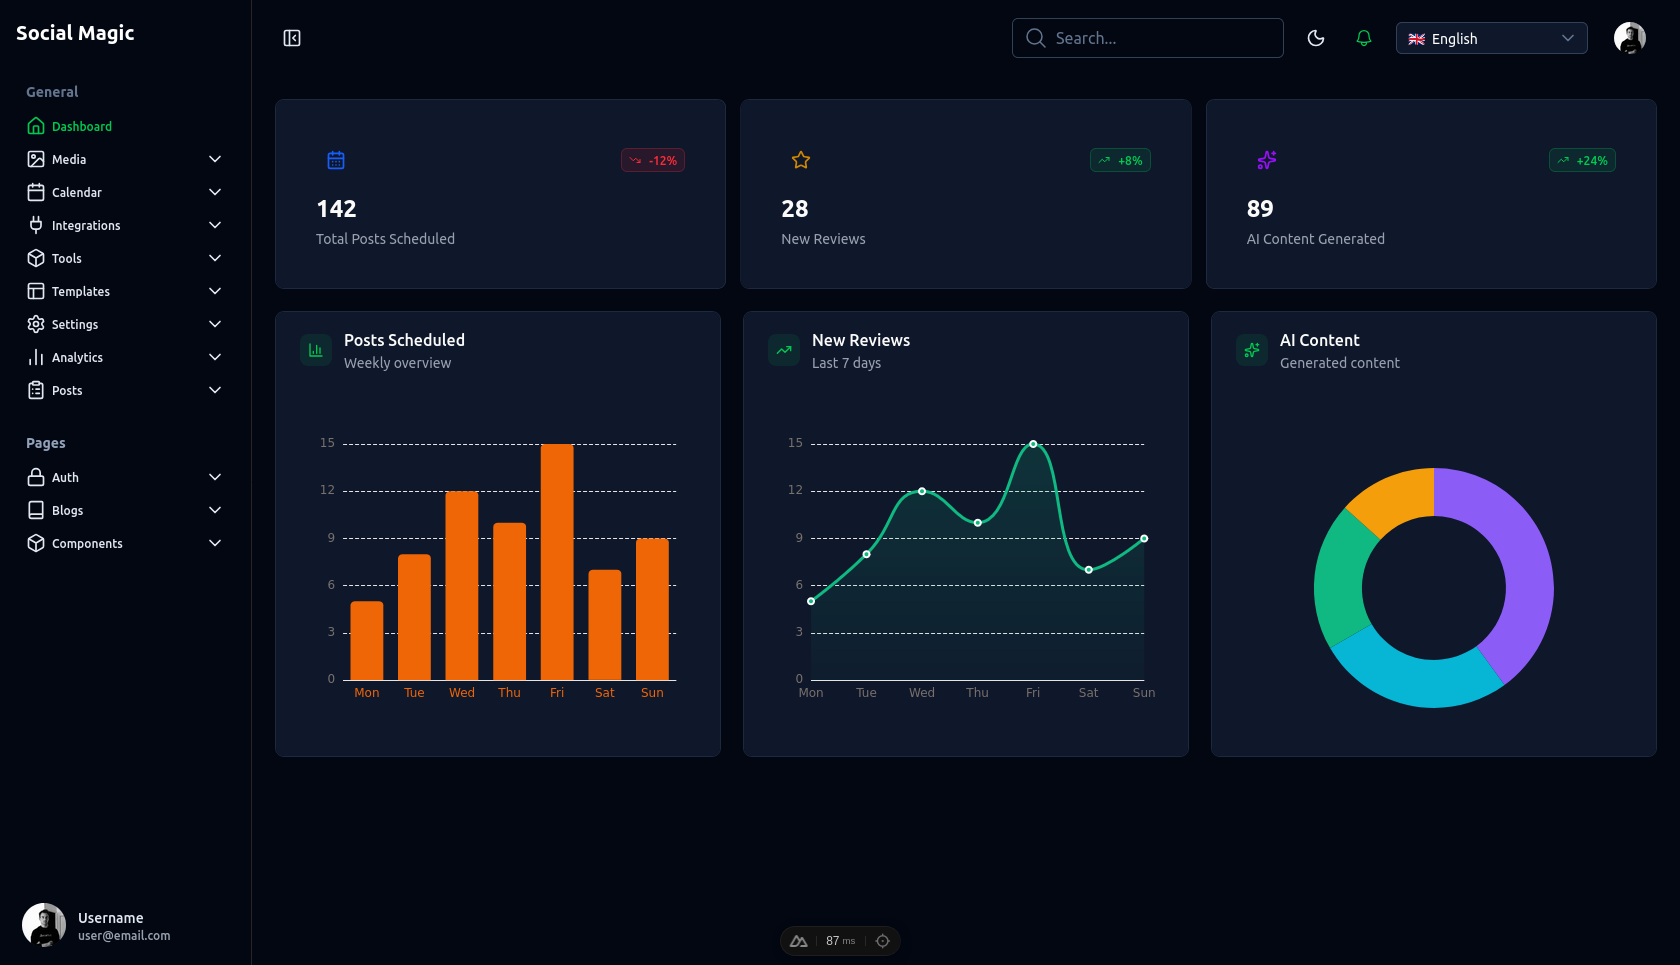 Social Magic
Search...
English
General
Dashboard
Media
Calendar
Integrations
Tools
Templates
Settings
Analytics
Posts
Pages
Auth
Blogs
Components
Username
user@email.com
-12%
142
Total Posts Scheduled
+8%
28
New Reviews
+24%
89
AI Content Generated
Posts Scheduled
Weekly overview
15
12
9
6
3
0
Mon Tue Wed Thu Fri Sat Sun
New Reviews
Last 7 days
15
12
9
6
3
0
Mon Tue Wed Thu Fri Sat Sun
AI Content
Generated content
87 ms